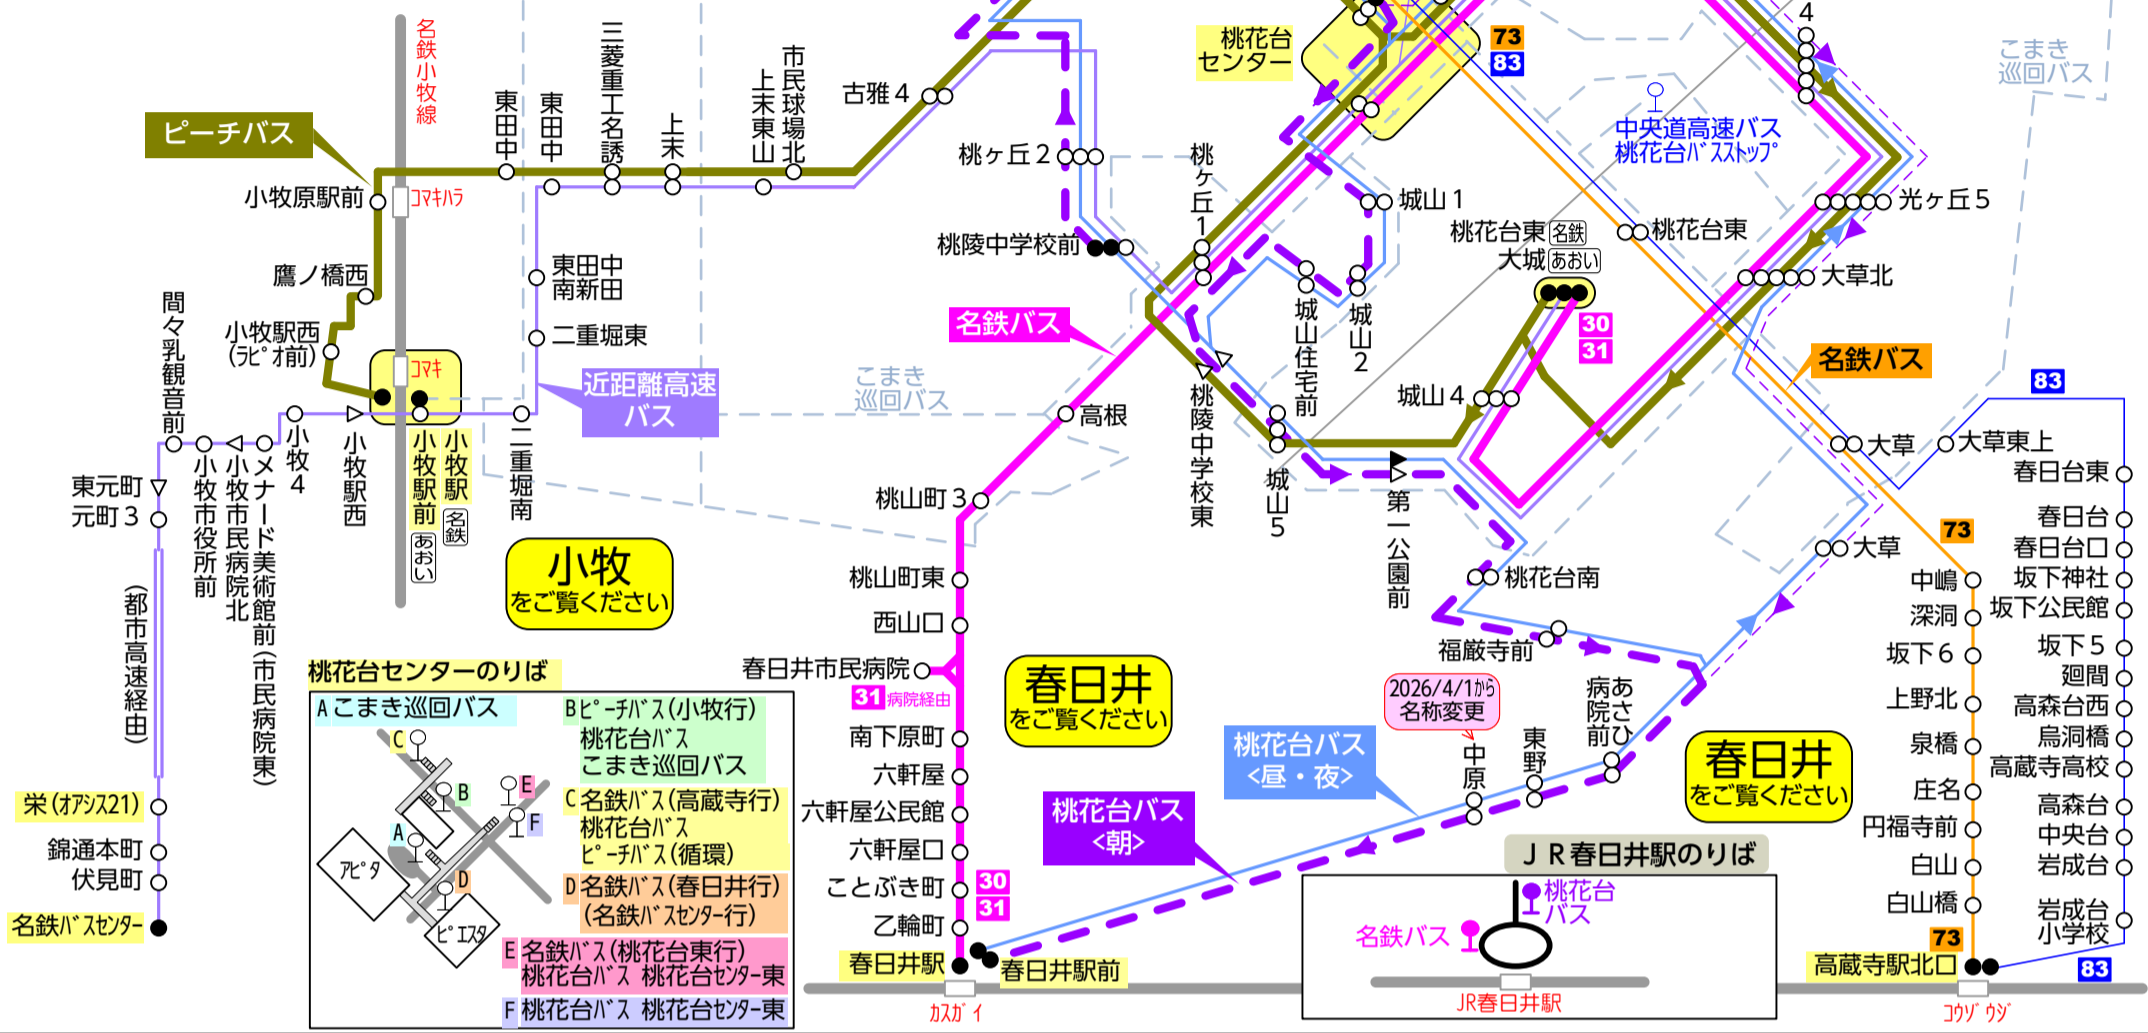 名鉄小牧線
ピーチバス
小牧原駅前
コマキハラ
東田中
東田中
三菱重工名誘
上末
上末東山
市民球場北
古雅４
鷹ノ橋西
小牧駅西
(ラピオ前)
コマキ
東田中
南新田
二重堀東
近距離高速
バス
間々乳観音前
小牧市役所前
小牧市民病院北
メナード美術館前(市民病院東)
小牧４
小牧駅西
小牧駅前
あおい
小牧駅
名鉄
二重堀南
東元町
元町３
(都市高速経由)
栄(オアシス21)
錦通本町
伏見町
名鉄バスセンター
小牧
をご覧ください
桃花台センターのりば
A こまき巡回バス
B ピーチバス(小牧行)
桃花台バス
こまき巡回バス
C 名鉄バス(高蔵寺行)
桃花台バス
ピーチバス(循環)
D 名鉄バス(春日井行)
(名鉄バスセンター行)
E 名鉄バス(桃花台東行)
桃花台バス 桃花台センター東
F 桃花台バス 桃花台センター東
C
B
E
F
A
D
アピタ
ピエスタ
こまき
巡回バス
桃ヶ丘２
桃陵中学校前
名鉄バス
高根
桃山町３
桃山町東
西山口
春日井市民病院
31 病院経由
南下原町
六軒屋
六軒屋公民館
六軒屋口
ことぶき町
30
31
乙輪町
春日井駅
春日井駅前
カスガイ
春日井
をご覧ください
桃花台
センター
73
83
桃ヶ丘１
城山１
城山２
城山住宅前
桃陵中学校東
城山５
第一公園前
城山４
桃花台東 名鉄
大城 あおい
30
31
中央道高速バス
桃花台バスストップ
こまき
巡回バス
4
光ヶ丘５
桃花台東
大草北
名鉄バス
83
大草
大草東上
大草
桃花台南
福厳寺前
2026/4/1から
名称変更
中原
東野
あさひ
病院前
桃花台バス
<昼・夜>
桃花台バス
<朝>
春日井
をご覧ください
ＪＲ春日井駅のりば
桃花台
バス
名鉄バス
JR春日井駅
73
中嶋
深洞
坂下６
上野北
泉橋
庄名
円福寺前
白山
白山橋
73
高蔵寺駅北口
コウゾウジ
春日台東
春日台
春日台口
坂下神社
坂下公民館
坂下５
廻間
高森台西
烏洞橋
高蔵寺高校
高森台
中央台
岩成台
岩成台
小学校
83